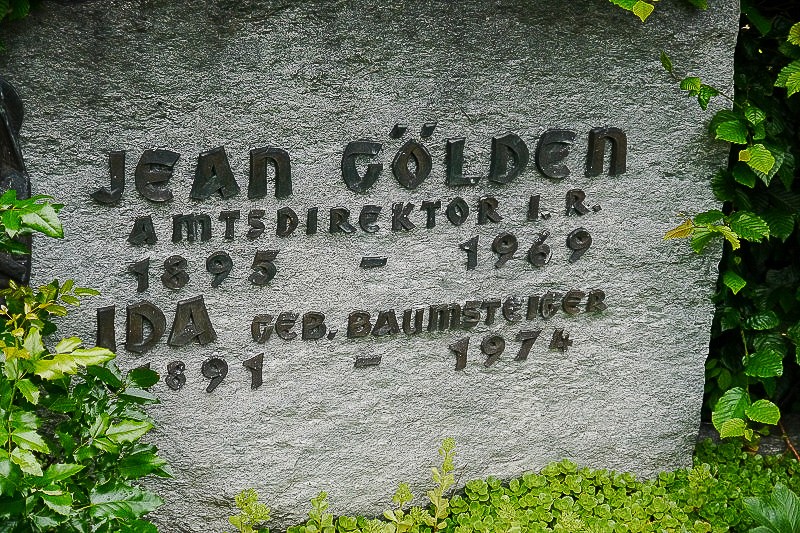 JEAN GÖLDEN
AMTSDIREKTOR I. R.
1895 - 1969
IDA GEB. BAUMSTEIGER
1891 - 1974